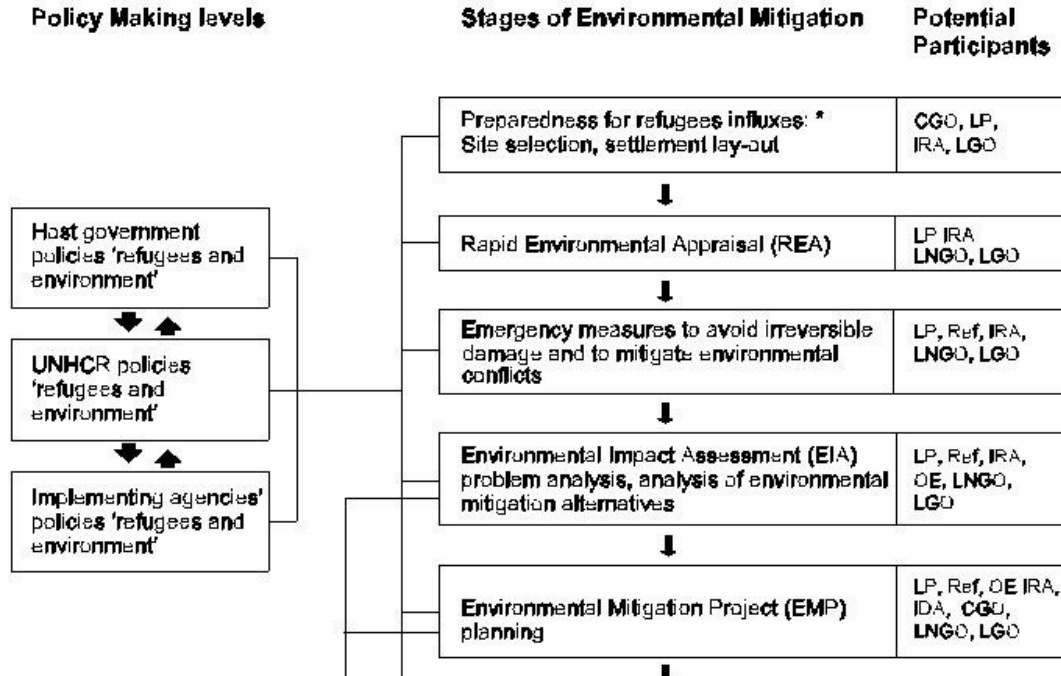 Policy Making levels
Stages of Environmental Mitigation
Potential
Participants
Preparedness for refugees influxes: *
Site selection, settlement lay-out
CGO, LP,
IRA, LGO
Host government
policies 'refugees and
environment'
Rapid Environmental Appraisal (REA)
LP IRA
LNGO, LGO
UNHCR policies
'refugees and
environment'
Emergency measures to avoid irreversible
damage and to mitigate environmental
conflicts
LP, Ref, IRA,
LNGO, LGO
Implementing agencies'
policies 'refugees and
environment'
Environmental Impact Assessment (EIA)
problem analysis, analysis of environmental
mitigation alternatives
LP, Ref, IRA,
OE, LNGO,
LGO
Environmental Mitigation Project (EMP)
planning
LP, Ref, OE IRA,
IDA, CGO,
LNGO, LGO